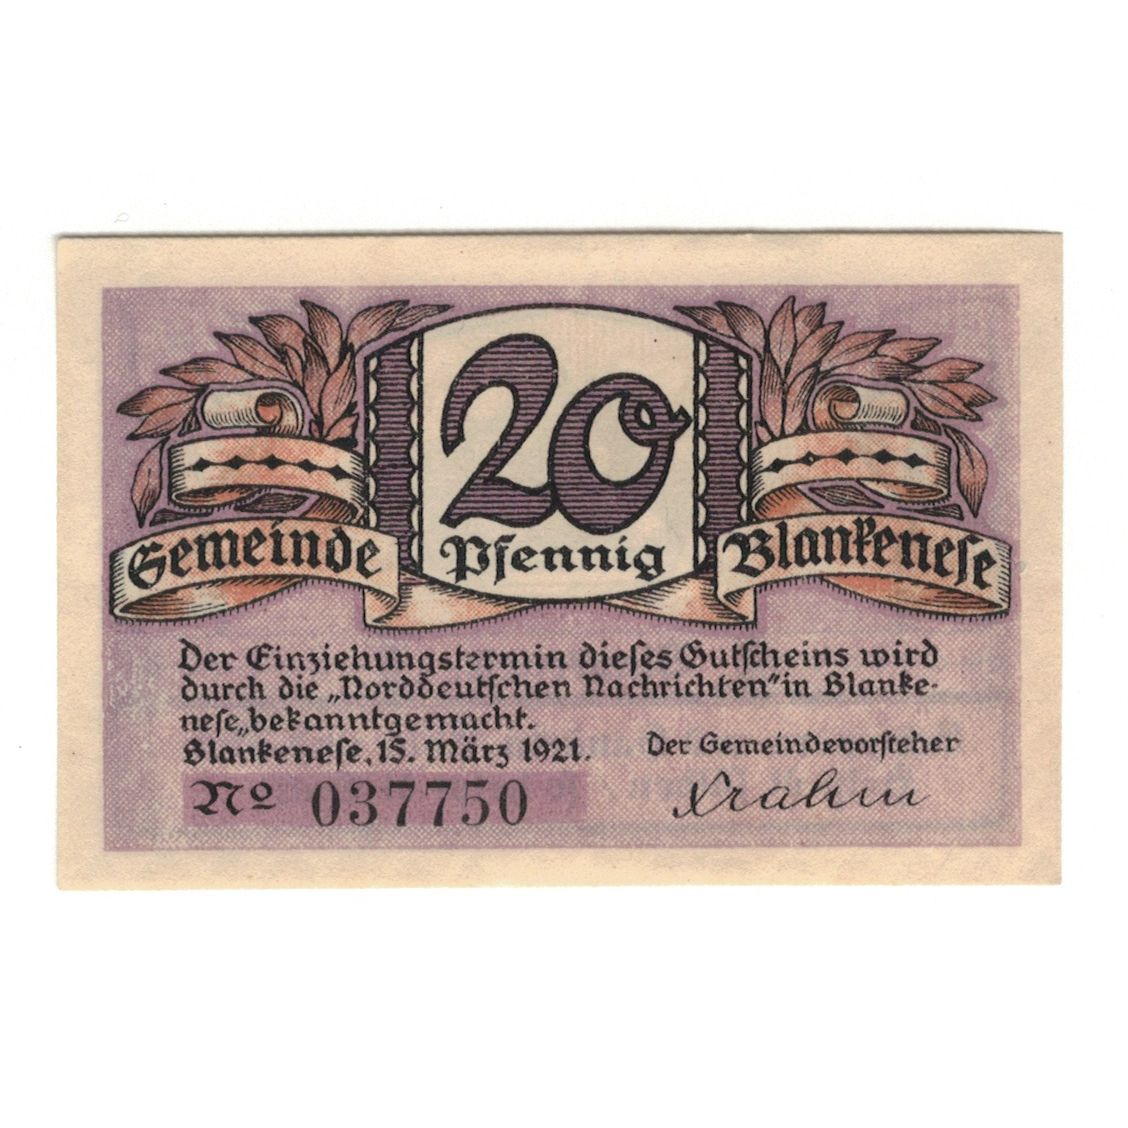 20
Pfennig
Gemeinde Blankenese
Der Einziehungstermin dieses Gutscheins wird
durch die „Norddeutschen Nachrichten" in Blanke-
nese„bekanntgemacht.
Blankenese, 15. März 1921.
Der Gemeindevorsteher
No 037750